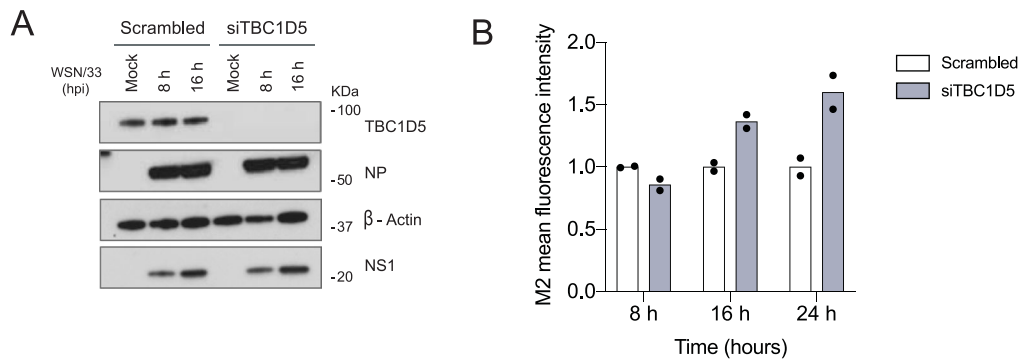 A
Scrambled siTBC1D5
WSN/33
(hpi)
Mock 8 h 16 h Mock 8 h 16 h
KDa
-100
TBC1D5
NP
-50
β - Actin
-37
NS1
-20
B
M2 mean fluorescence intensity
2.0
1.5
1.0
0.5
0.0
8 h 16 h 24 h
Time (hours)
Scrambled
siTBC1D5